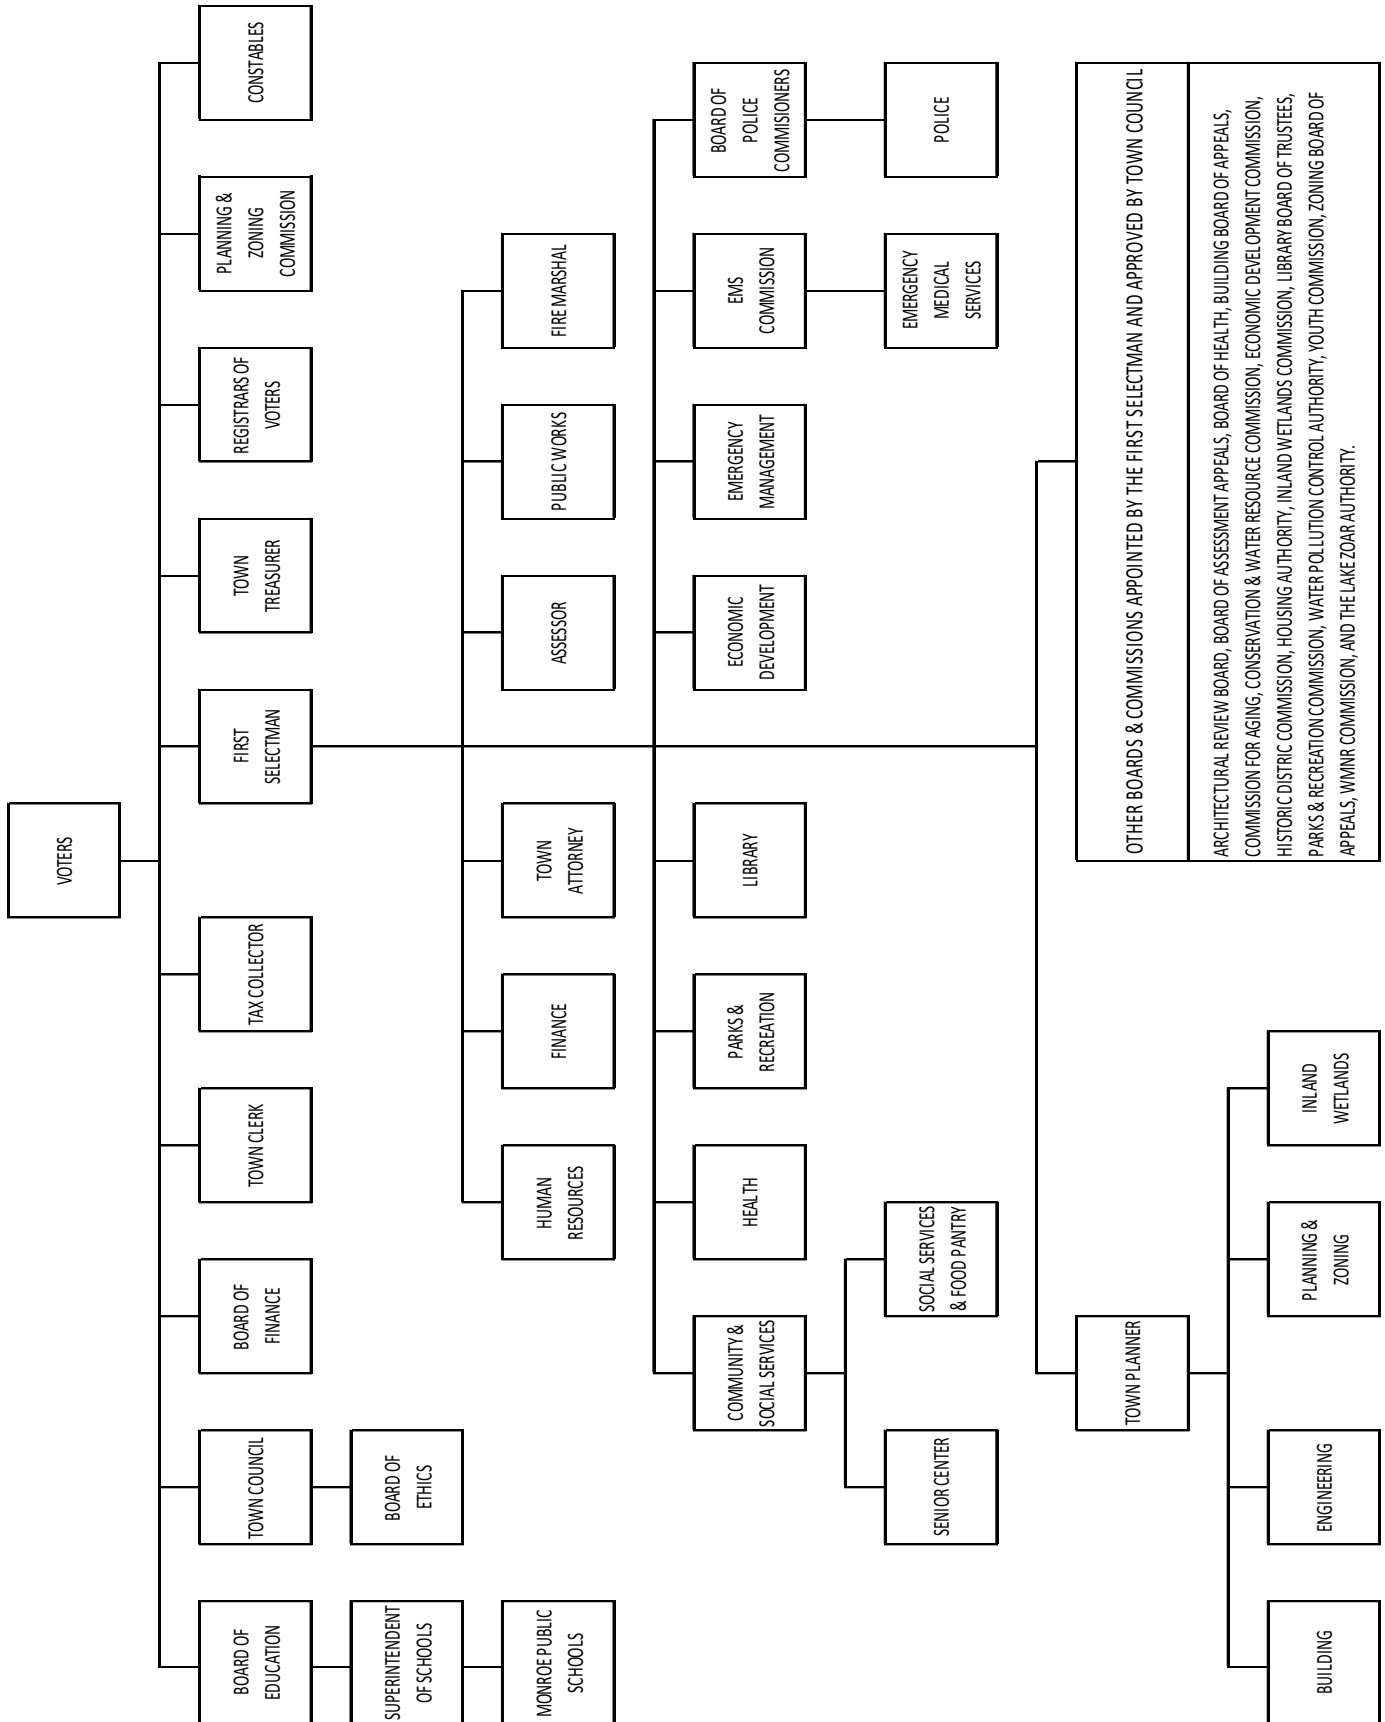 VOTERS
BOARD OF
EDUCATION
TOWN COUNCIL
BOARD OF
FINANCE
TOWN CLERK
TAX COLLECTOR
FIRST
SELECTMAN
TOWN
TREASURER
REGISTRARS OF
VOTERS
PLANNING &
ZONING
COMMISSION
CONSTABLES
SUPERINTENDENT
OF SCHOOLS
BOARD OF
ETHICS
MONROE PUBLIC
SCHOOLS
HUMAN
RESOURCES
FINANCE
TOWN
ATTORNEY
ASSESSOR
PUBLIC WORKS
FIRE MARSHAL
COMMUNITY &
SOCIAL SERVICES
HEALTH
PARKS &
RECREATION
LIBRARY
ECONOMIC
DEVELOPMENT
EMERGENCY
MANAGEMENT
EMS
COMMISSION
BOARD OF
POLICE
COMMISIONERS
SENIOR CENTER
SOCIAL SERVICES
& FOOD PANTRY
EMERGENCY
MEDICAL
SERVICES
POLICE
TOWN PLANNER
OTHER BOARDS & COMMISSIONS APPOINTED BY THE FIRST SELECTMAN AND APPROVED BY TOWN COUNCIL
ARCHITECTURAL REVIEW BOARD, BOARD OF ASSESSMENT APPEALS, BOARD OF HEALTH, BUILDING BOARD OF APPEALS,
COMMISSION FOR AGING, CONSERVATION & WATER RESOURCE COMMISSION, ECONOMIC DEVELOPMENT COMMISSION,
HISTORIC DISTRIC COMMISSION, HOUSING AUTHORITY, INLAND WETLANDS COMMISSION, LIBRARY BOARD OF TRUSTEES,
PARKS & RECREATION COMMISSION, WATER POLLUTION CONTROL AUTHORITY, YOUTH COMMISSION, ZONING BOARD OF
APPEALS, WMNR COMMISSION, AND THE LAKE ZOAR AUTHORITY.
BUILDING
ENGINEERING
PLANNING &
ZONING
INLAND
WETLANDS